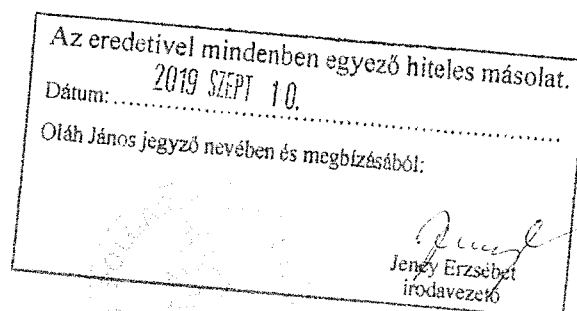 Az eredetivel mindenben egyező hiteles másolat.
Dátum: 2019 SZEPT 10.
Oláh János jegyző nevében és megbízásából:
Jeney Erzsébet
irodavezető